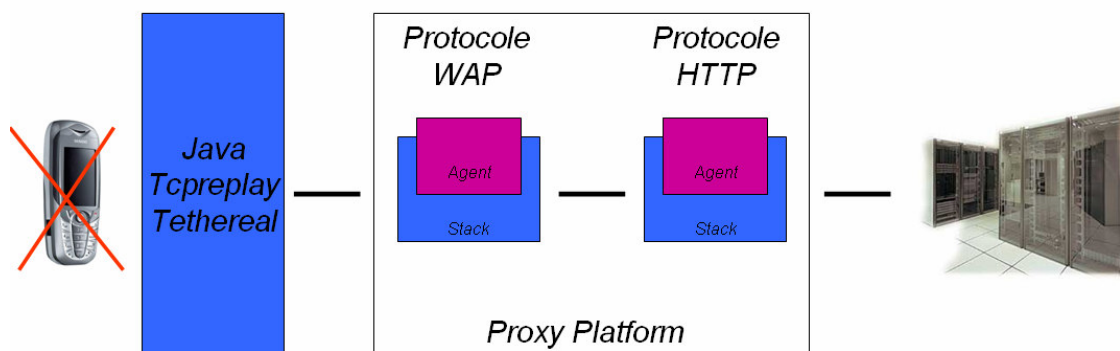 Java
Tcpreplay
Tethereal
Protocole
WAP
Agent
Stack
Protocole
HTTP
Agent
Stack
Proxy Platform